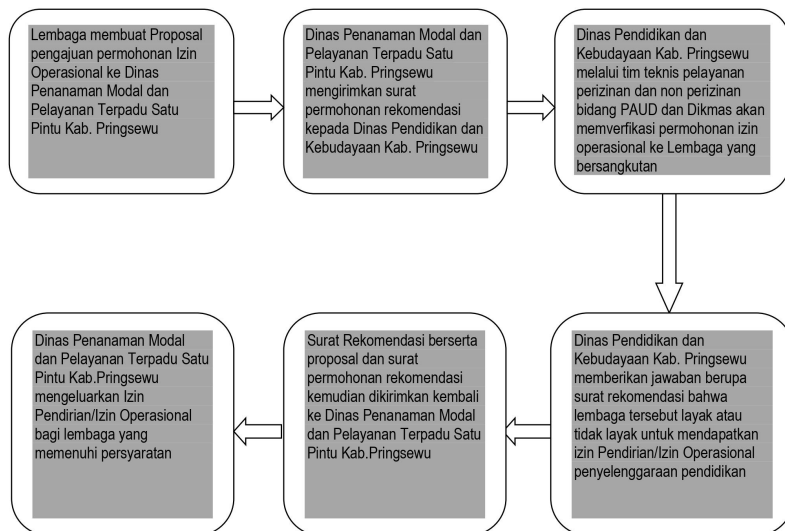 Lembaga membuat Proposal
pengajuan permohonan Izin
Operasional ke Dinas
Penanaman Modal dan
Pelayanan Terpadu Satu
Pintu Kab. Pringsewu
Dinas Penanaman Modal dan
Pelayanan Terpadu Satu
Pintu Kab. Pringsewu
mengirimkan surat
permohonan rekomendasi
kepada Dinas Pendidikan dan
Kebudayaan Kab. Pringsewu
Dinas Pendidikan dan
Kebudayaan Kab. Pringsewu
melalui tim teknis pelayanan
perizinan dan non perizinan
bidang PAUD dan Dikmas akan
memverfikasi permohonan izin
operasional ke Lembaga yang
bersangkutan
Dinas Pendidikan dan
Kebudayaan Kab. Pringsewu
memberikan jawaban berupa
surat rekomendasi bahwa
lembaga tersebut layak atau
tidak layak untuk mendapatkan
izin Pendirian/Izin Operasional
penyelenggaraan pendidikan
Surat Rekomendasi berserta
proposal dan surat
permohonan rekomendasi
kemudian dikirimkan kembali
ke Dinas Penanaman Modal
dan Pelayanan Terpadu Satu
Pintu Kab.Pringsewu
Dinas Penanaman Modal
dan Pelayanan Terpadu Satu
Pintu Kab.Pringsewu
mengeluarkan Izin
Pendirian/Izin Operasional
bagi lembaga yang
memenuhi persyaratan